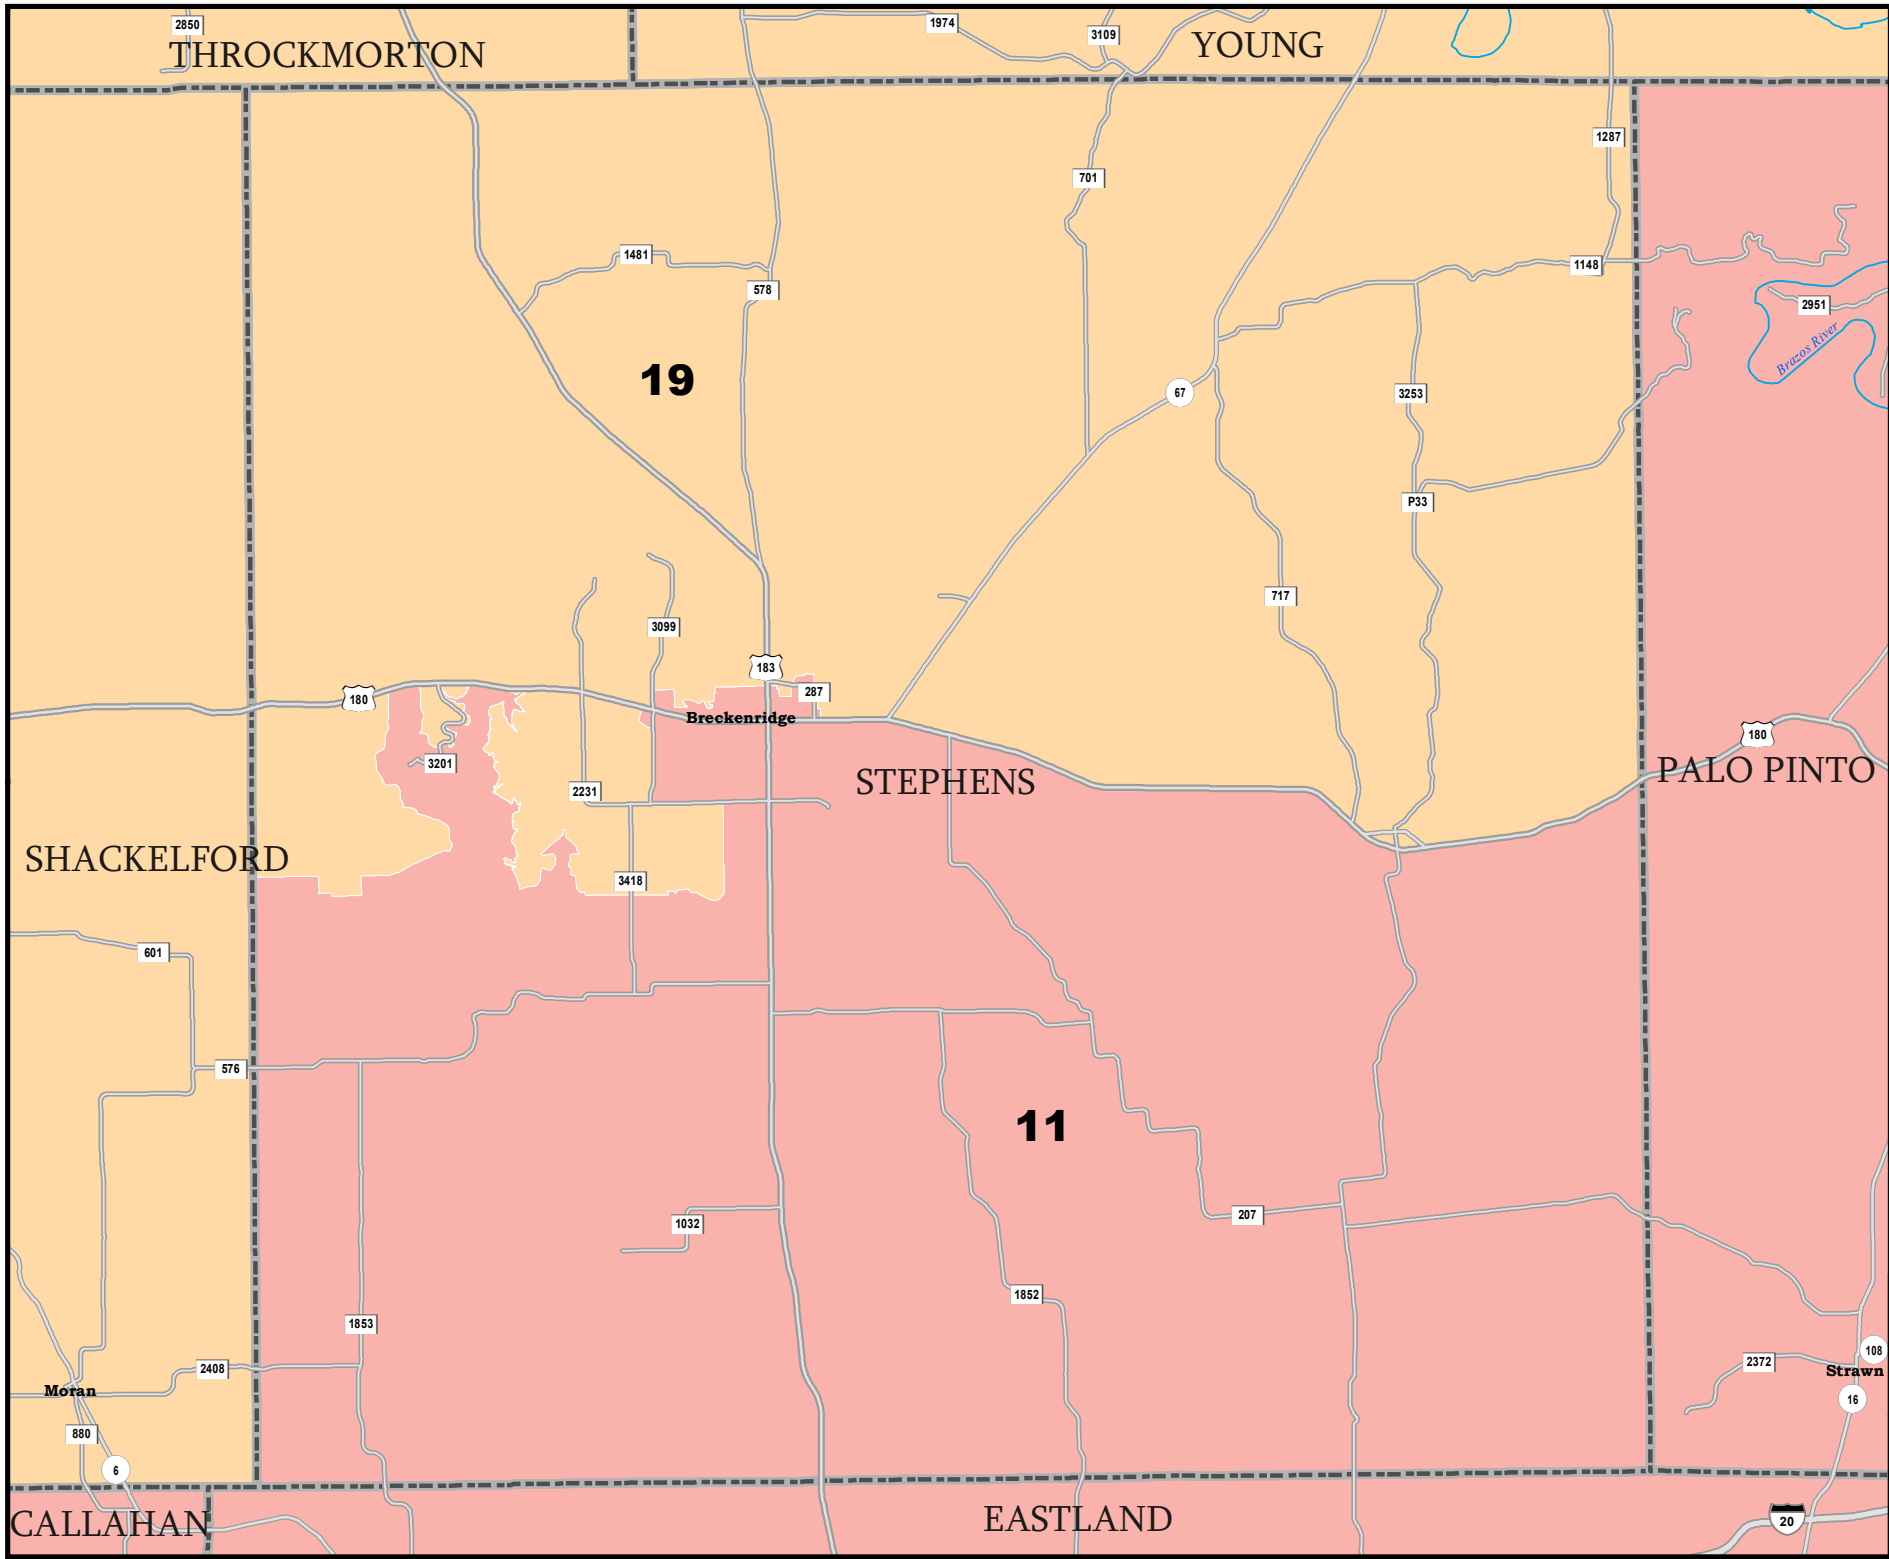 2850
1974
3109
THROCKMORTON
YOUNG
1287
701
1481
1148
578
2951
Brazos River
19
67
3253
P33
717
3099
183
180
287
Breckenridge
180
3201
STEPHENS
PALO PINTO
2231
SHACKELFORD
3418
601
576
11
207
1032
1852
1853
108
2408
2372
Strawn
Moran
16
880
6
CALLAHAN
EASTLAND
20